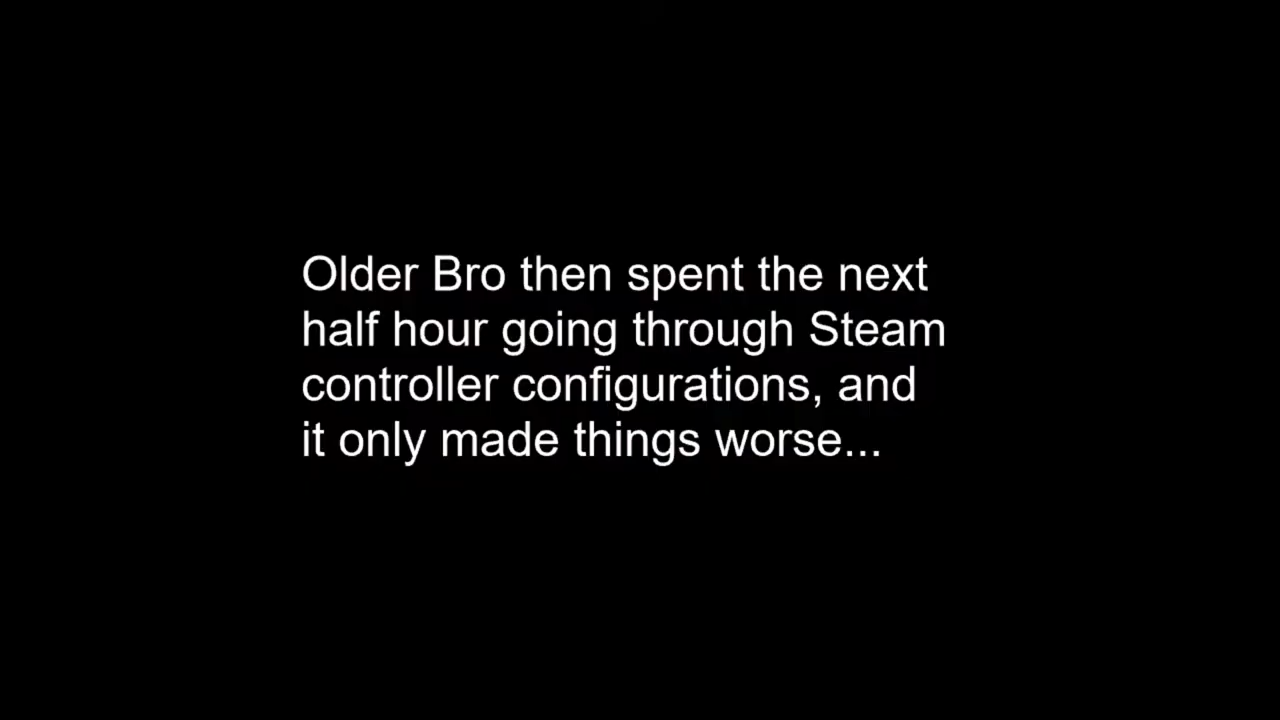 Older Bro then spent the next
half hour going through Steam
controller configurations, and
it only made things worse...